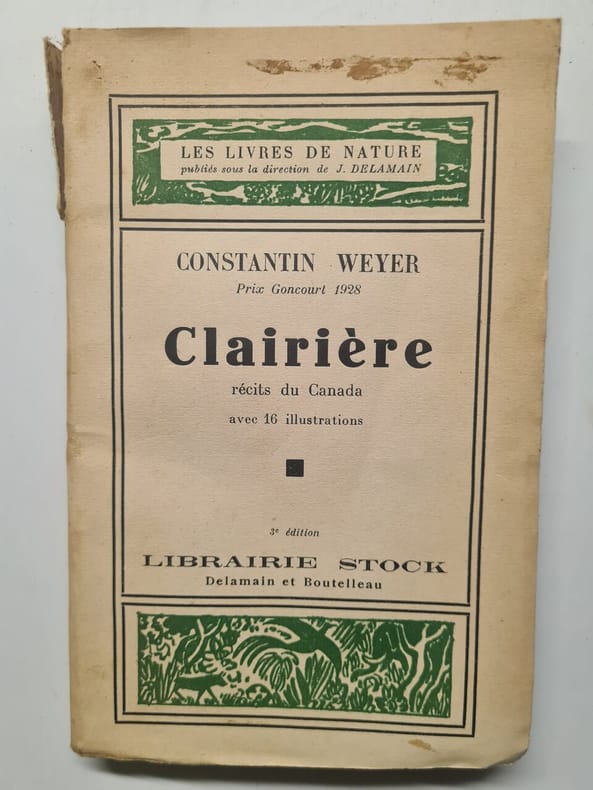 LES LIVRES DE NATURE
publiés sous la direction de J. DELAMAIN
CONSTANTIN WEYER
Prix Goncourt 1928
Clairière
récits du Canada
avec 16 illustrations
3e édition
LIBRAIRIE STOCK
Delamain et Boutelleau